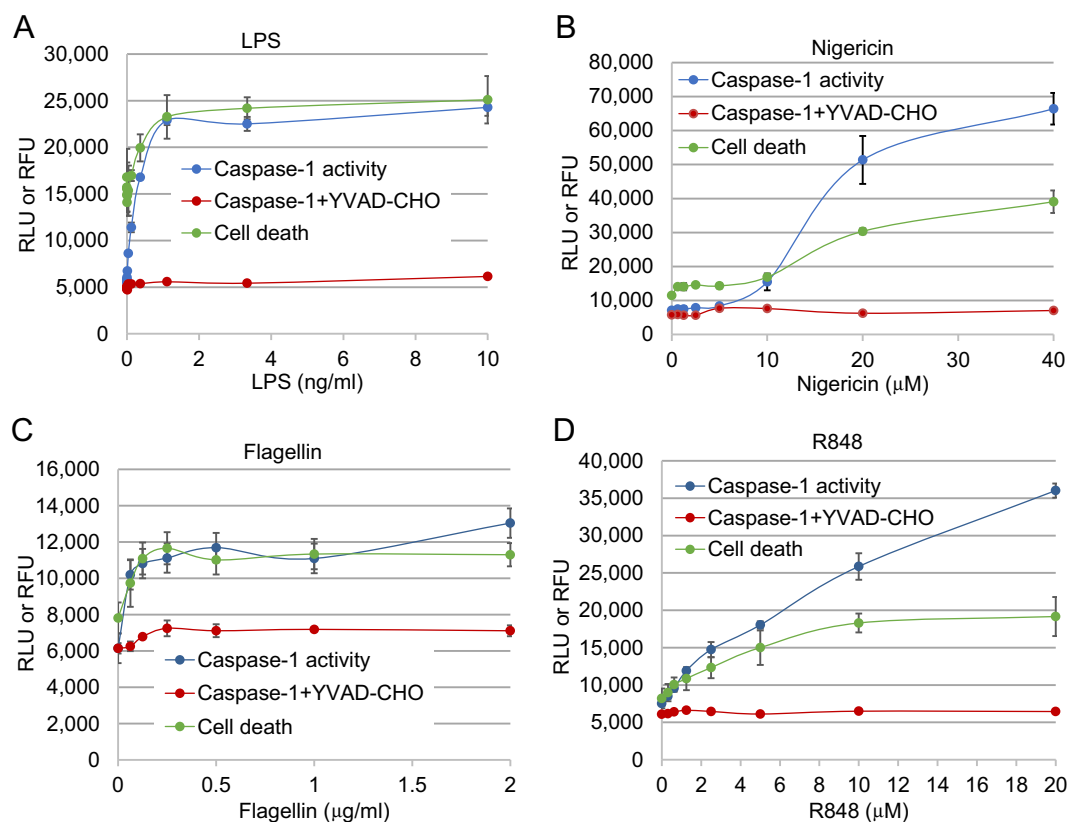 A
LPS
30,000
25,000
20,000
15,000
10,000
5,000
0
RLU or RFU
Caspase-1 activity
Caspase-1+YVAD-CHO
Cell death
0 2 4 6 8 10
LPS (ng/ml)
B
Nigericin
80,000
70,000
60,000
50,000
40,000
30,000
20,000
10,000
0
RLU or RFU
Caspase-1 activity
Caspase-1+YVAD-CHO
Cell death
0 10 20 30 40
Nigericin (μM)
C
Flagellin
16,000
14,000
12,000
10,000
8,000
6,000
4,000
2,000
0
RLU or RFU
Caspase-1 activity
Caspase-1+YVAD-CHO
Cell death
0 0.5 1 1.5 2
Flagellin (μg/ml)
D
R848
40,000
35,000
30,000
25,000
20,000
15,000
10,000
5,000
0
RLU or RFU
Caspase-1 activity
Caspase-1+YVAD-CHO
Cell death
0 2 4 6 8 10 12 14 16 18 20
R848 (μM)